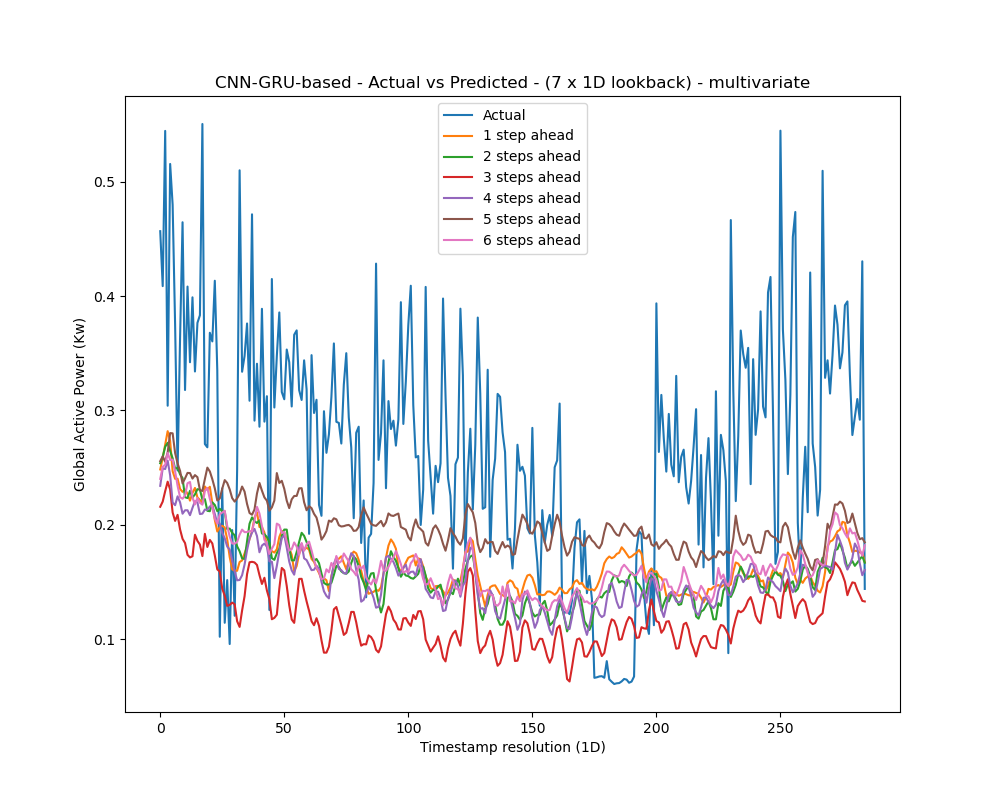 CNN-GRU-based - Actual vs Predicted - (7 x 1D lookback) - multivariate
Actual
1 step ahead
2 steps ahead
3 steps ahead
4 steps ahead
5 steps ahead
6 steps ahead
Global Active Power (Kw)
0.5
0.4
0.3
0.2
0.1
0
50
100
150
200
250
Timestamp resolution (1D)